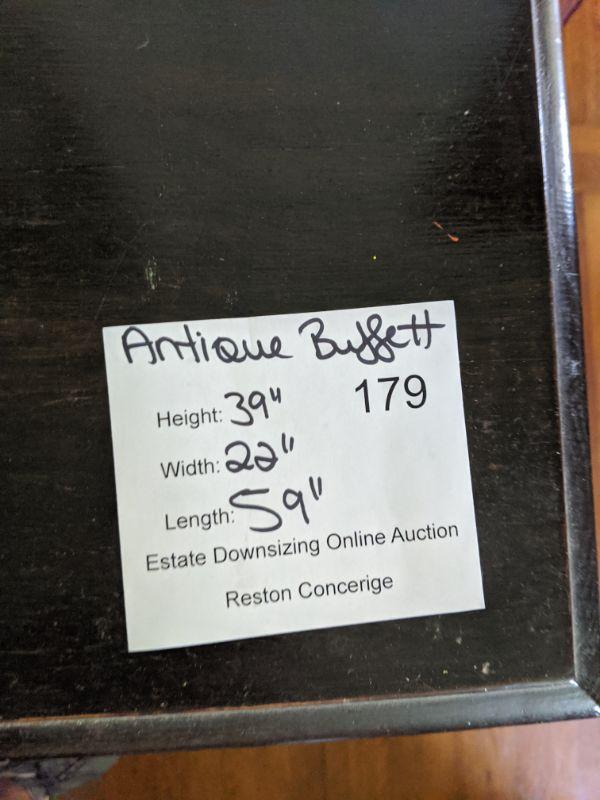 Antique Buffett
179
Height: 39"
Width: 22"
Length: 59"
Estate Downsizing Online Auction
Reston Concerige